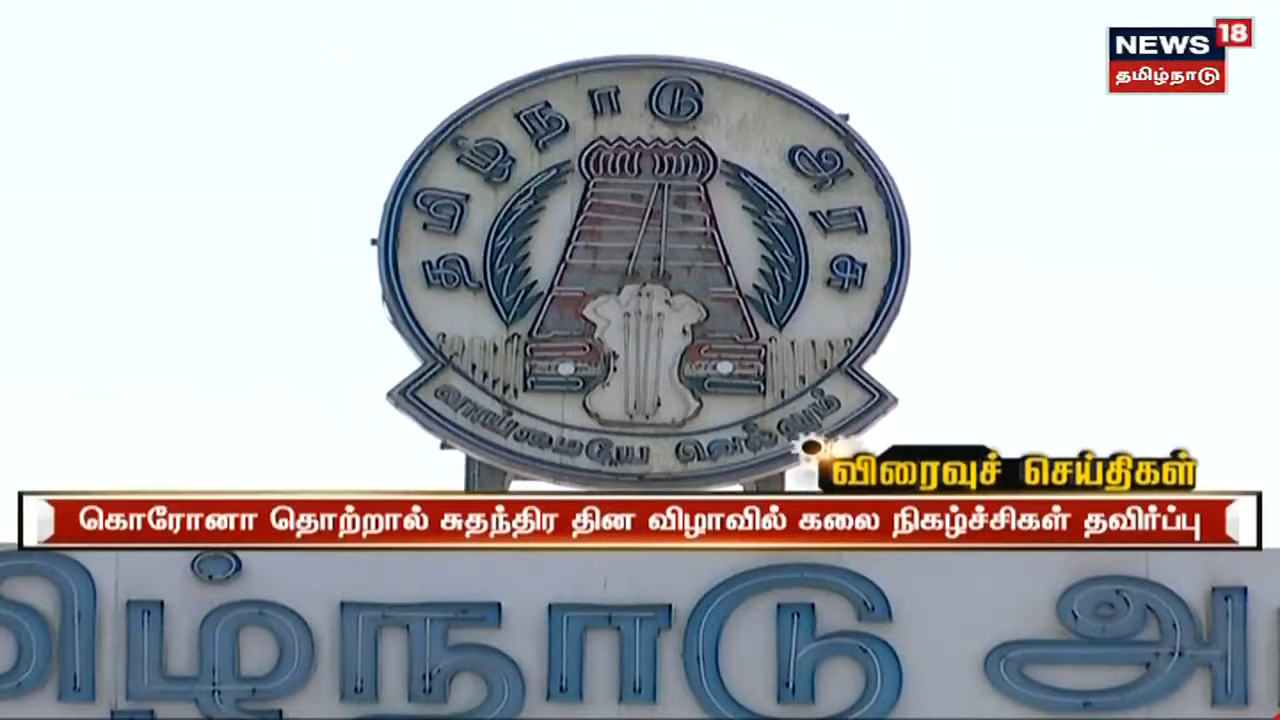 NEWS 18
தமிழ்நாடு
தமிழ்நாடு அரசு
வாய்மையே வெல்லும்
விரைவுச் செய்திகள்
கொரோனா தொற்றால் சுதந்திர தின விழாவில் கலை நிகழ்ச்சிகள் தவிர்ப்பு
மிழ்நாடு அ